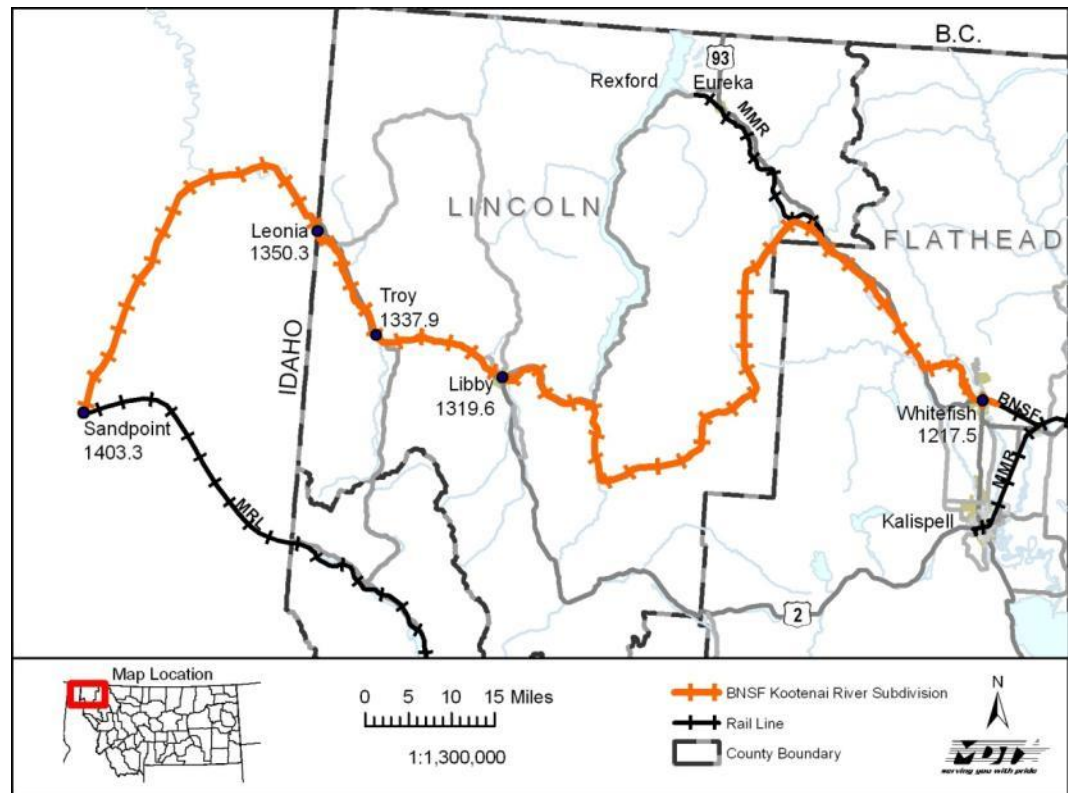 B.C.
93
Rexford
Eureka
MMR
LINCOLN
FLATHEAD
Leonia
1350.3
Troy
1337.9
IDAHO
Libby
1319.6
Whitefish
1217.5
BNSF
MMR
Sandpoint
1403.3
MRL
Kalispell
2
Map Location
0 5 10 15 Miles
1:1,300,000
BNSF Kootenai River Subdivision
Rail Line
County Boundary
N
MDT
serving you with pride